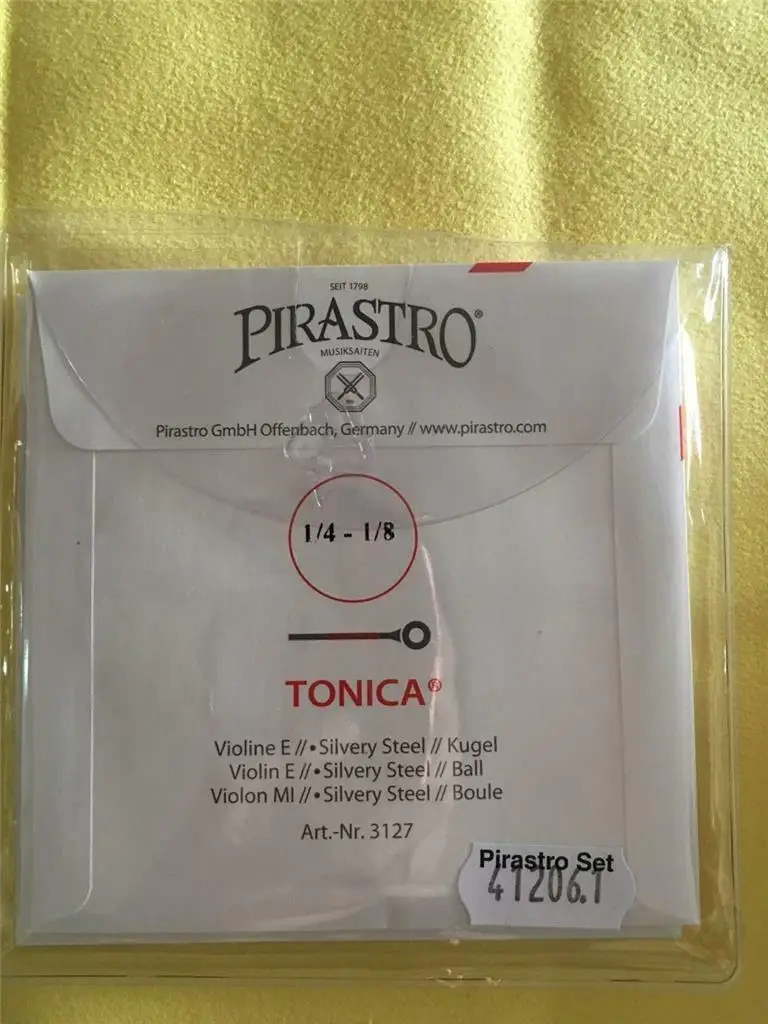 SEIT 1798
PIRASTRO®
MUSIKSAITEN
Pirastro GmbH Offenbach, Germany // www.pirastro.com
1/4 - 1/8
TONICA®
Violine E // • Silvery Steel // Kugel
Violin E // • Silvery Steel // Ball
Violon MI // • Silvery Steel // Boule
Art.-Nr. 3127
Pirastro Set
41206.1